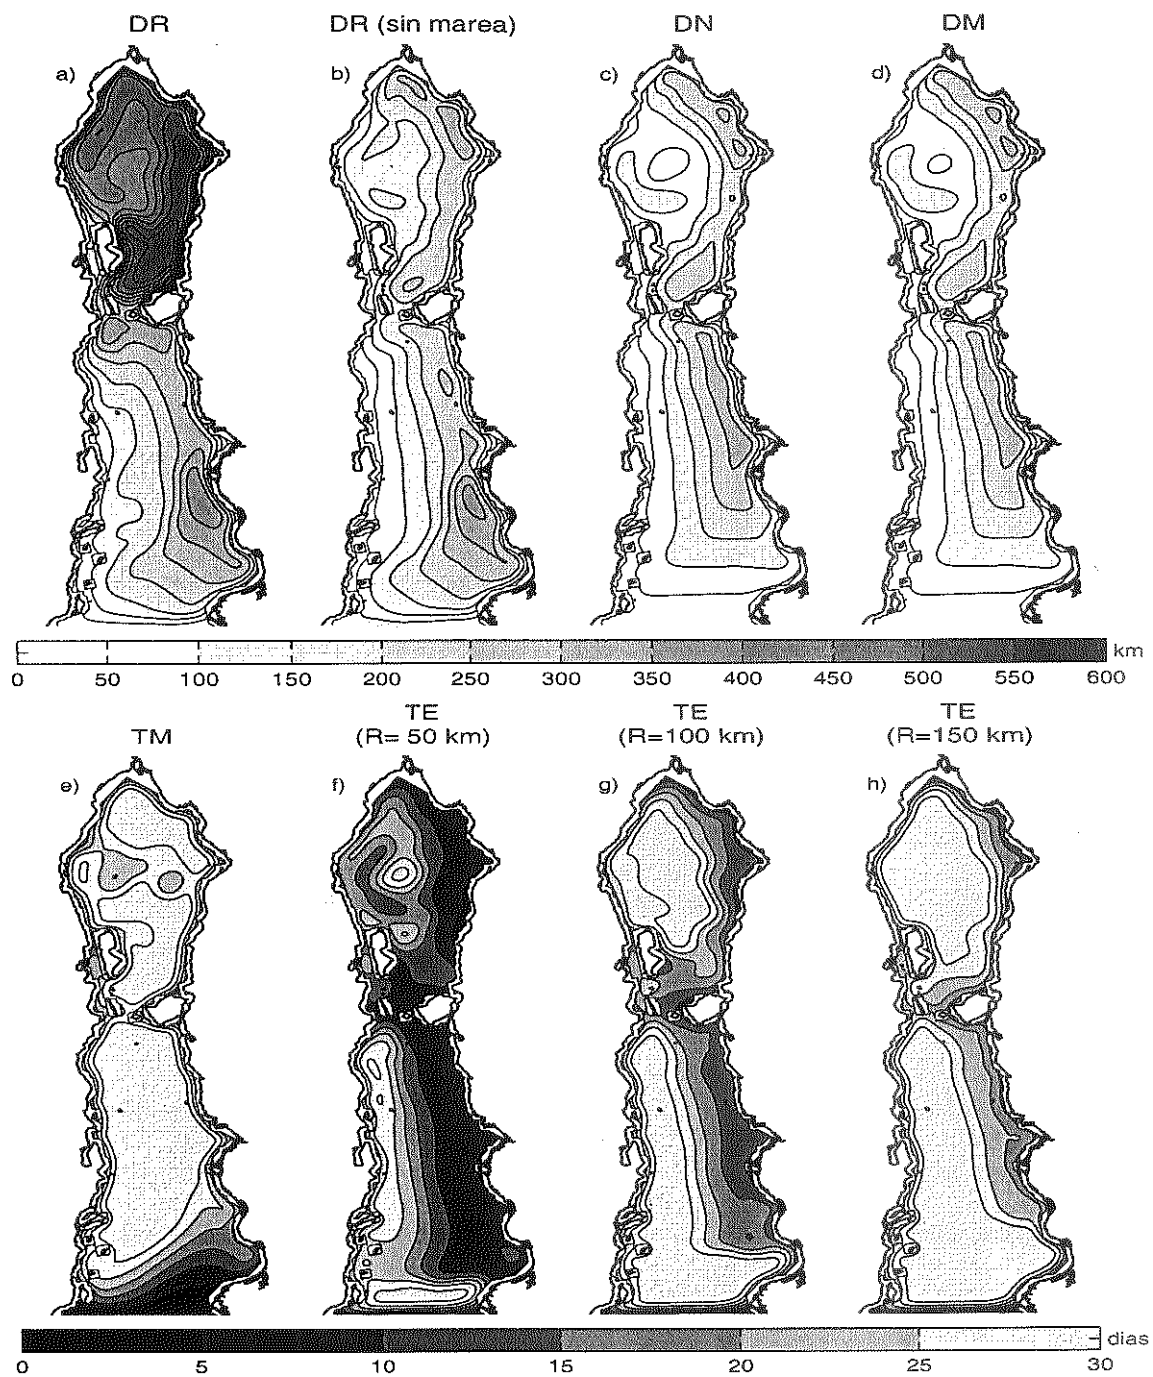 DR DR (sin marea) DN DM
a) b) c) d)
km
0 50 100 150 200 250 300 350 400 450 500 550 600
TE TE TE
TM (R= 50 km) (R=100 km) (R=150 km)
e) f) g) h)
dias
0 5 10 15 20 25 30